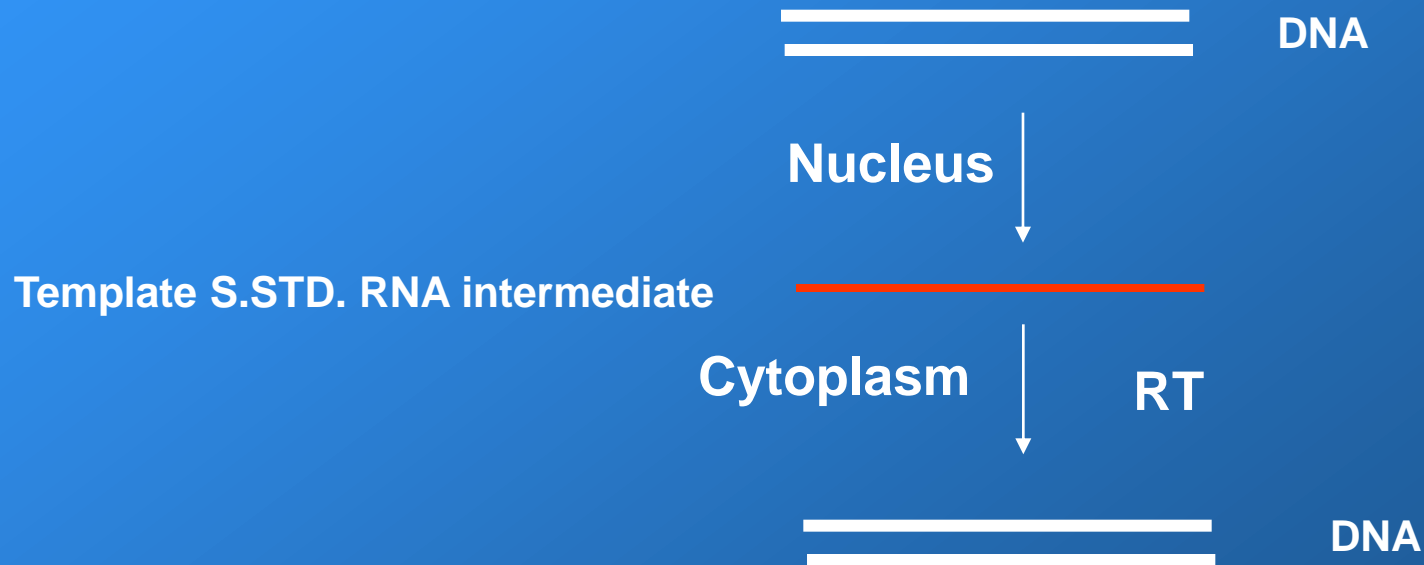 DNA
Nucleus
Template S.STD. RNA intermediate
Cytoplasm
RT
DNA